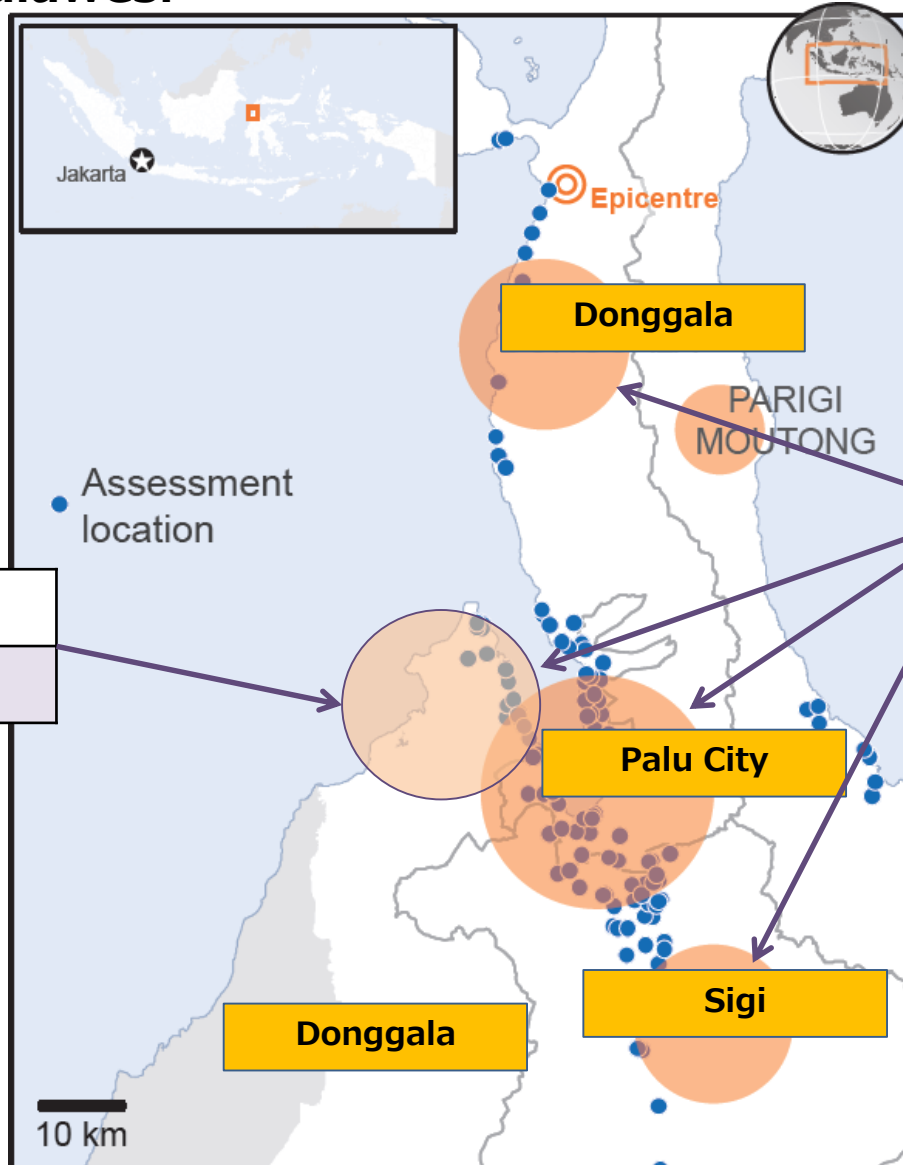 Jakarta
Epicentre
Donggala
PARIGI
MOUTONG
Assessment
location
Palu City
Sigi
Donggala
10 km